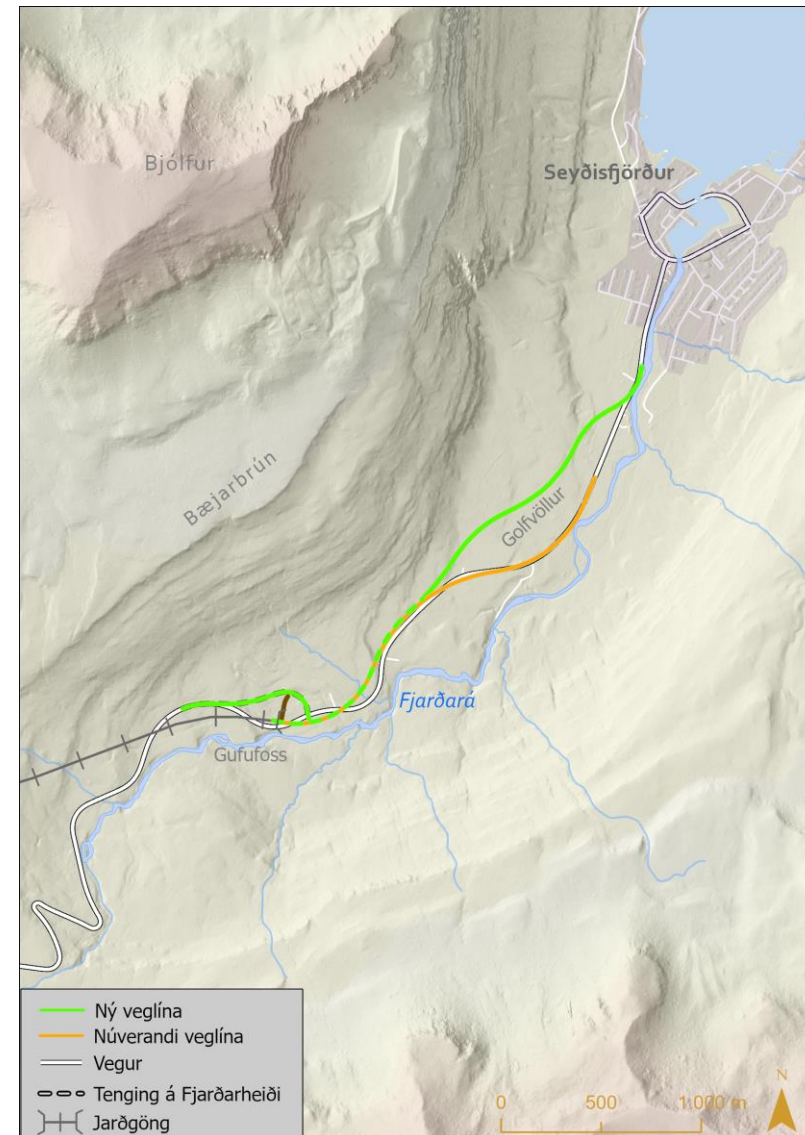 Bjólfur
Seyðisfjörður
Bæjarbrún
Golfvöllur
Fjarðará
Gufufoss
Ný veglína
Núverandi veglína
Vegur
Tenging á Fjarðarheiði
Jarðgöng
0 500 1.000 m
N